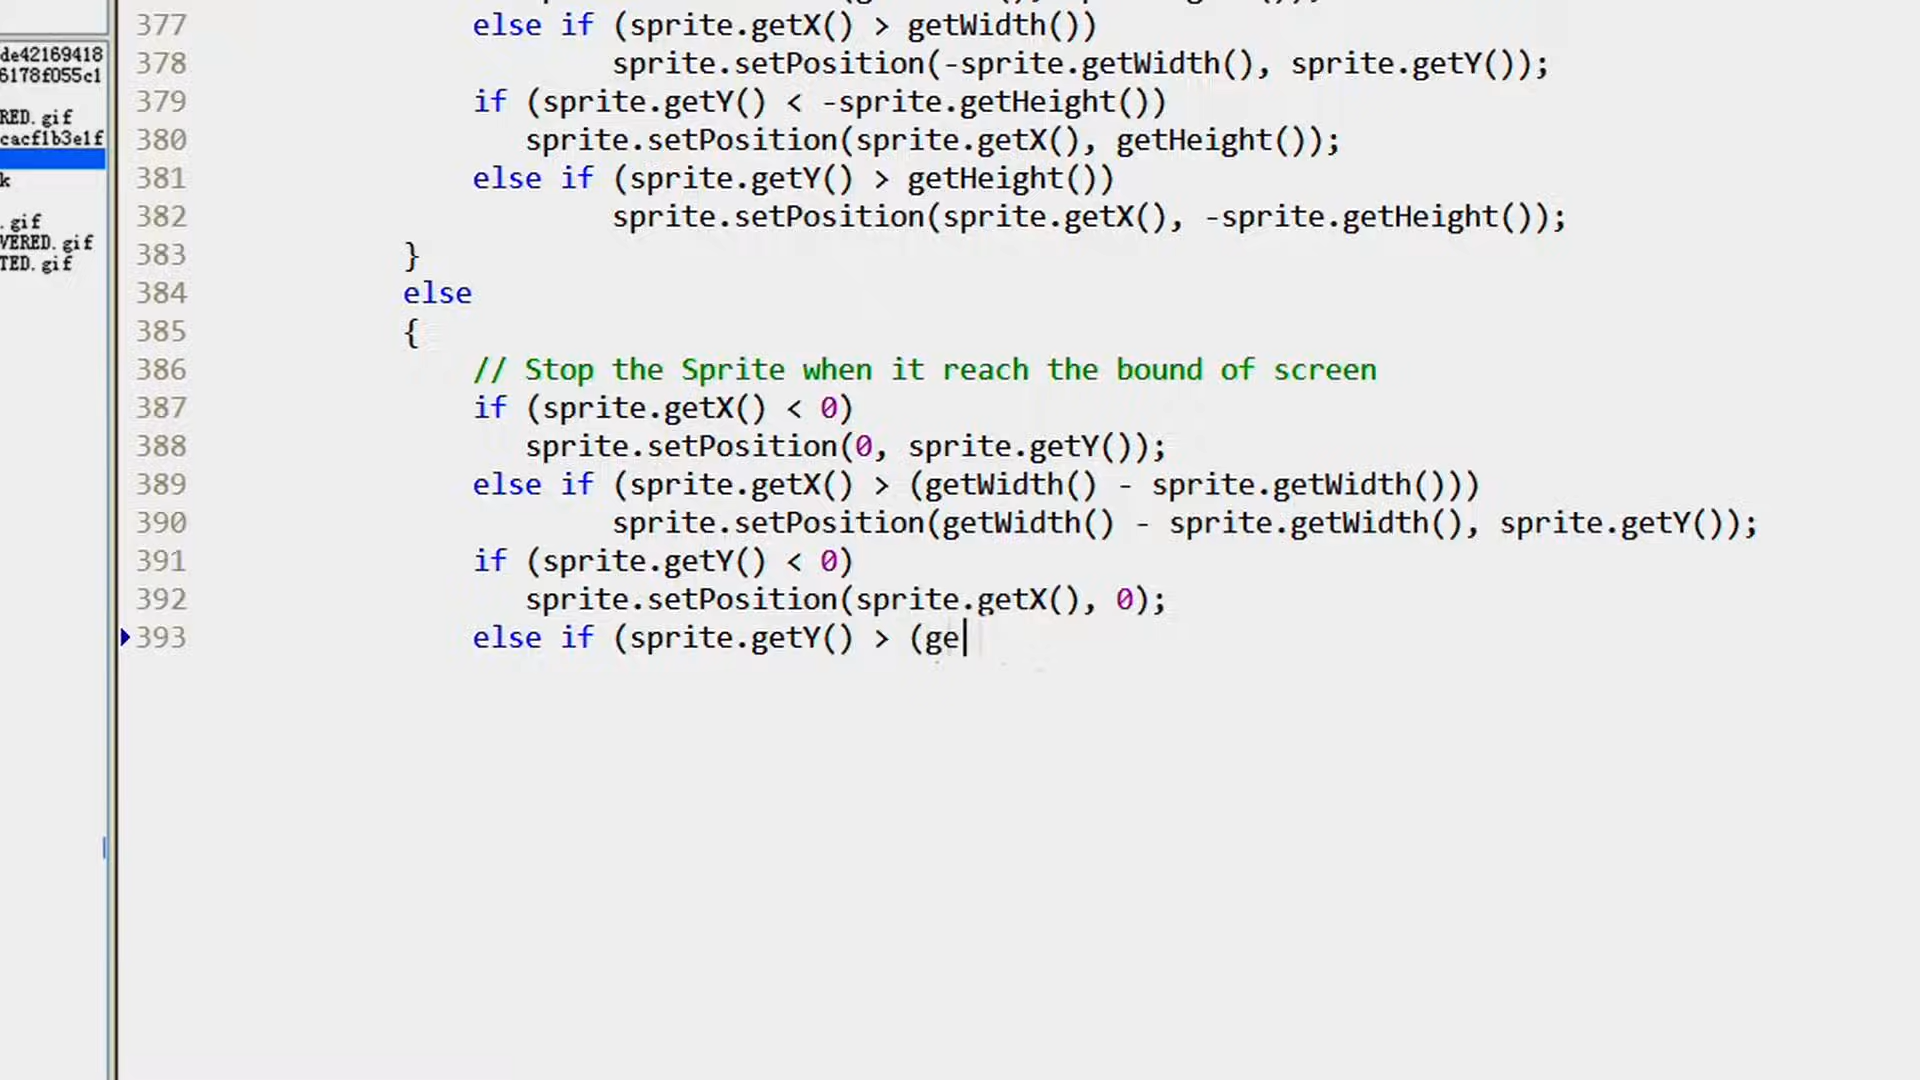 de42169418
6178f055c1
RED.gif
cacf1b3e1f
k
.gif
VERED.gif
TED.gif
377 else if (sprite.getX() > getWidth())
378 sprite.setPosition(-sprite.getWidth(), sprite.getY());
379 if (sprite.getY() < -sprite.getHeight())
380 sprite.setPosition(sprite.getX(), getHeight());
381 else if (sprite.getY() > getHeight())
382 sprite.setPosition(sprite.getX(), -sprite.getHeight());
383 }
384 else
385 {
386 // Stop the Sprite when it reach the bound of screen
387 if (sprite.getX() < 0)
388 sprite.setPosition(0, sprite.getY());
389 else if (sprite.getX() > (getWidth() - sprite.getWidth()))
390 sprite.setPosition(getWidth() - sprite.getWidth(), sprite.getY());
391 if (sprite.getY() < 0)
392 sprite.setPosition(sprite.getX(), 0);
393 else if (sprite.getY() > (ge